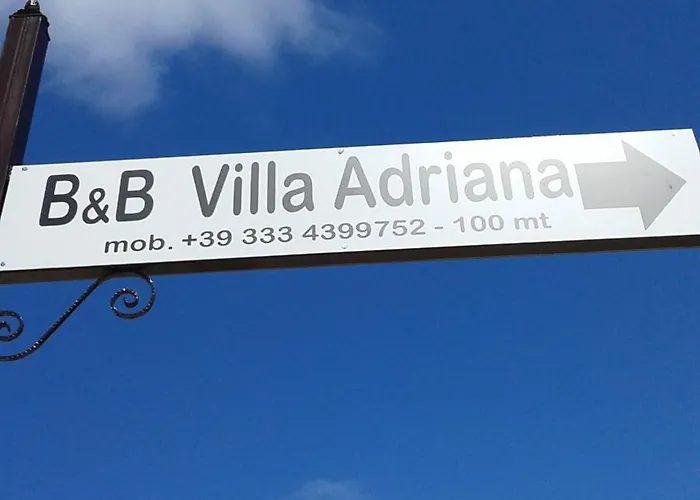 B&B Villa Adriana
mob. +39 333 4399752 - 100 mt